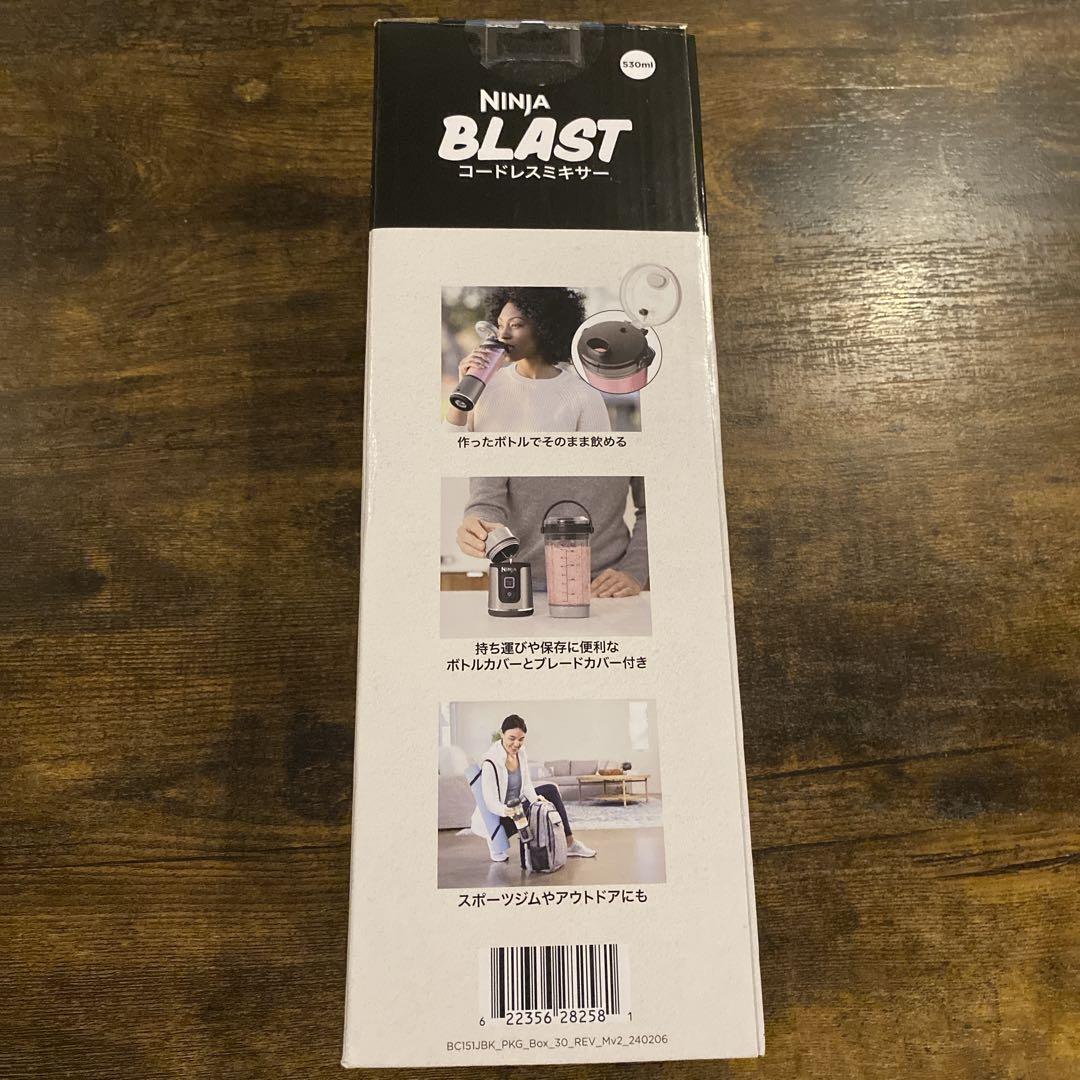 530ml
NINJA
BLAST
コードレスミキサー
作ったボトルでそのまま飲める
NINJA
持ち運びや保存に便利な
ボトルカバーとブレードカバー付き
スポーツジムやアウトドアにも
6 22356 28258 1
BC151JBK_PKG_Box_30_REV_Mv2_240206